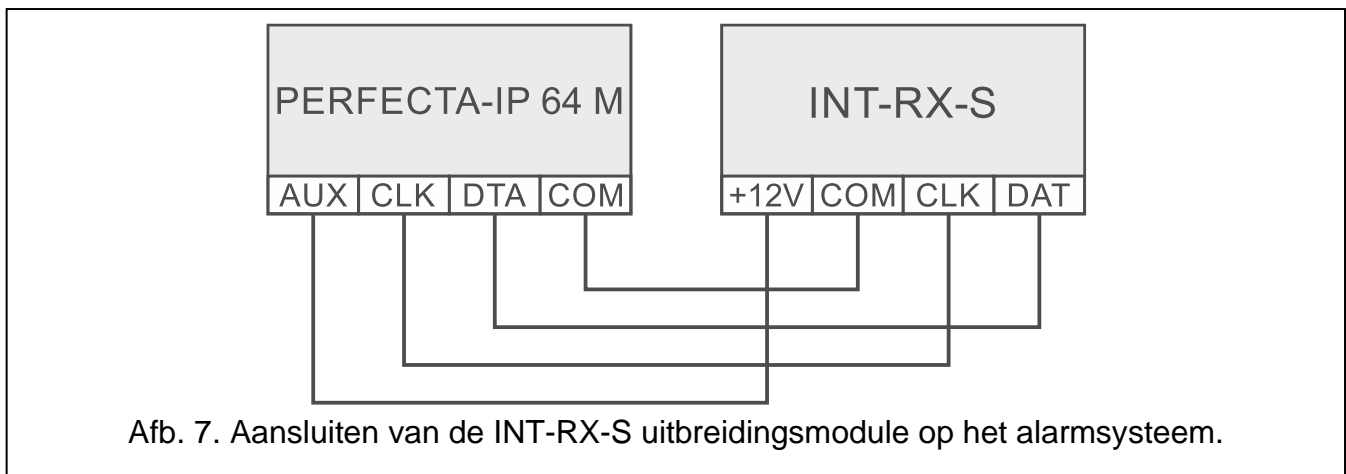 PERFECTA-IP 64 M INT-RX-S
AUX CLK DTA COM +12V COM CLK DAT
Afb. 7. Aansluiten van de INT-RX-S uitbreidingsmodule op het alarmsysteem.